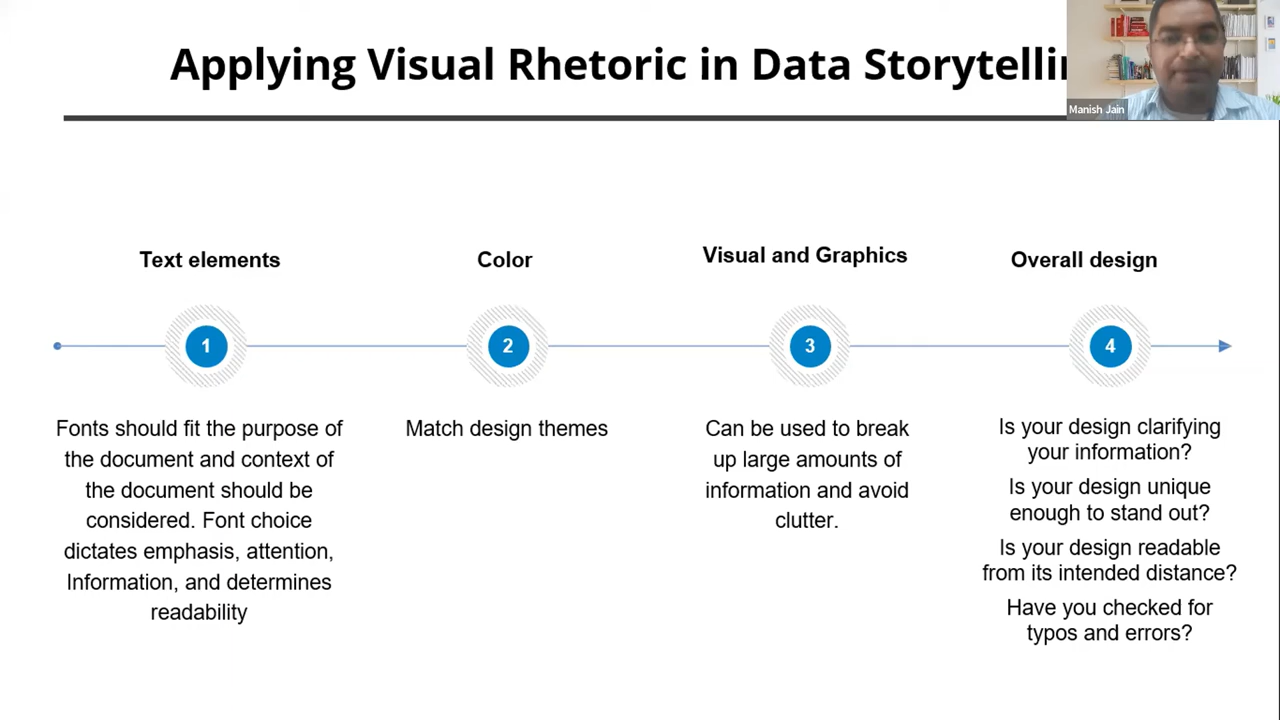 Applying Visual Rhetoric in Data Storytellin
Manish Jain
Text elements
Color
Visual and Graphics
Overall design
1
2
3
4
Fonts should fit the purpose of
the document and context of
the document should be
considered. Font choice
dictates emphasis, attention,
Information, and determines
readability
Match design themes
Can be used to break
up large amounts of
information and avoid
clutter.
Is your design clarifying
your information?
Is your design unique
enough to stand out?
Is your design readable
from its intended distance?
Have you checked for
typos and errors?